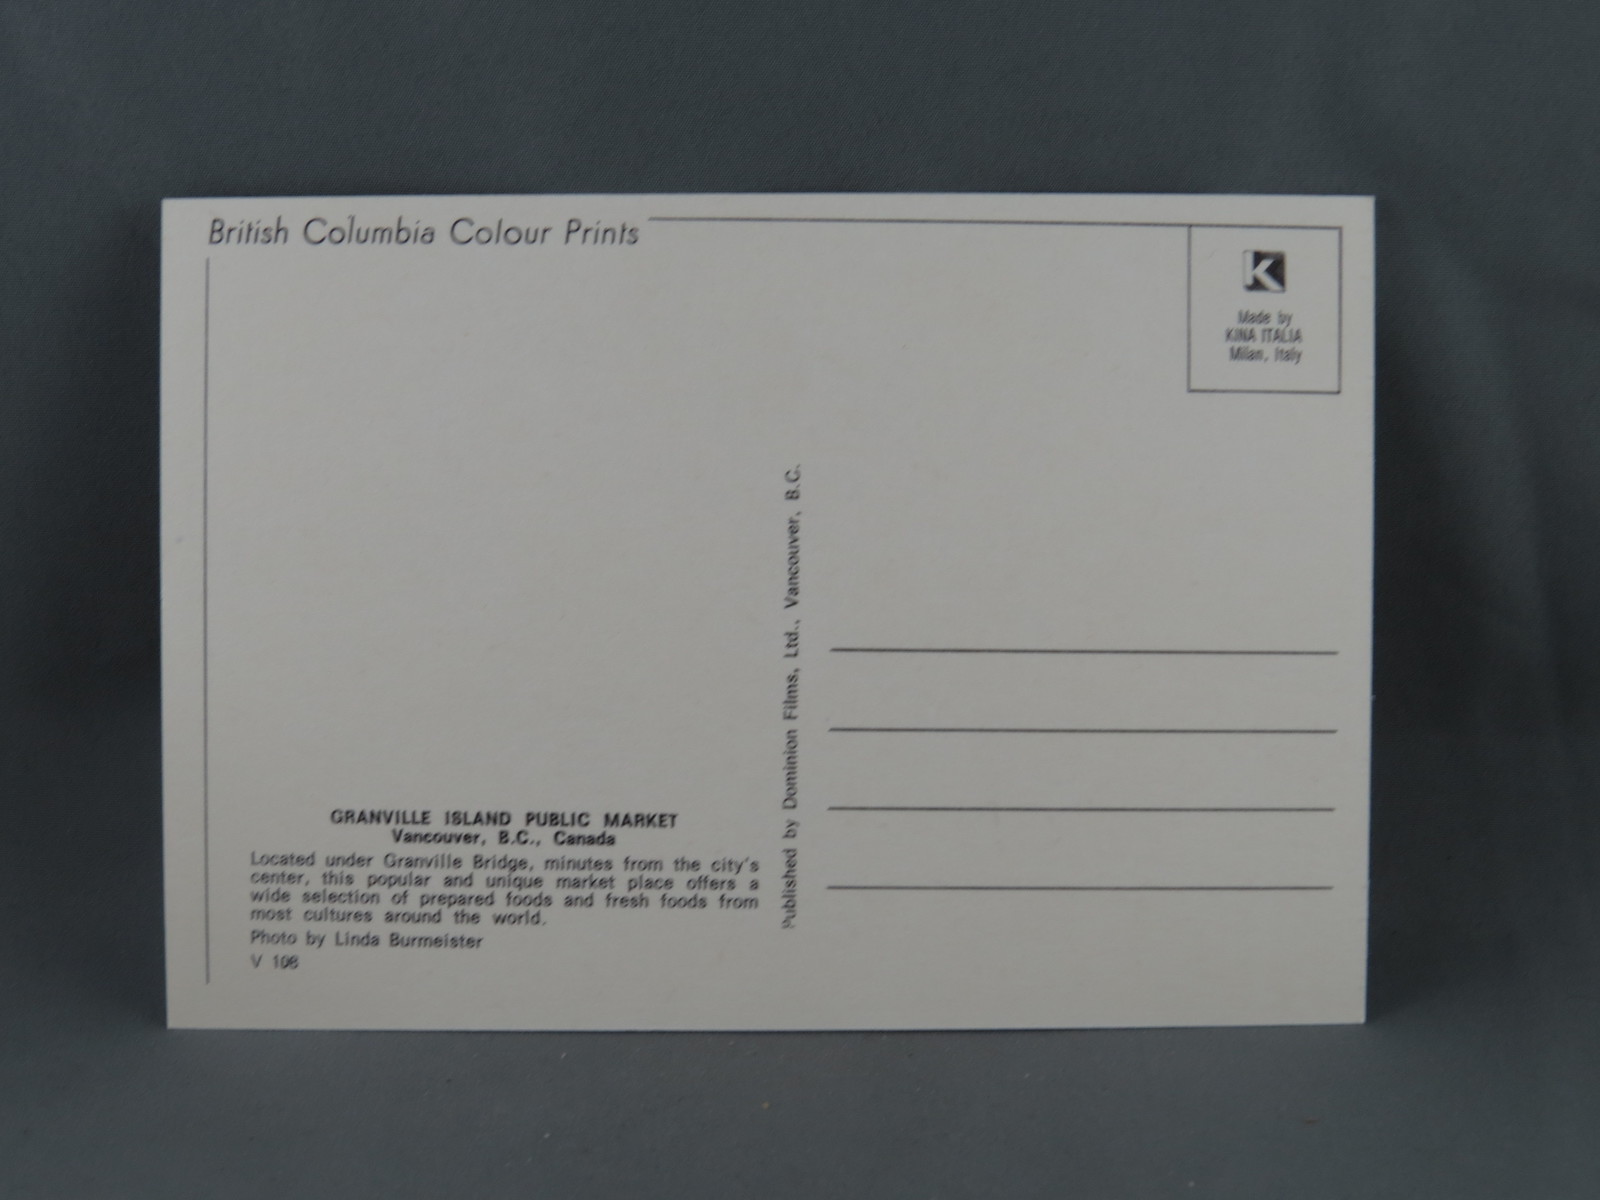 British Columbia Colour Prints
K
Made by
KINA ITALIA
Milan, Italy
GRANVILLE ISLAND PUBLIC MARKET
Vancouver, B.C., Canada
Located under Granville Bridge, minutes from the city's
center, this popular and unique market place offers a
wide selection of prepared foods and fresh foods from
most cultures around the world.
Photo by Linda Burmeister
V 108
Published by Dominion Films, Ltd., Vancouver, B.C.